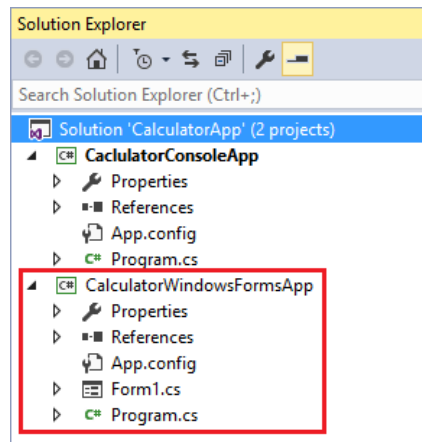 Solution Explorer
Search Solution Explorer (Ctrl+;)
Solution 'CalculatorApp' (2 projects)
C# CaclulatorConsoleApp
Properties
References
App.config
C# Program.cs
C# CalculatorWindowsFormsApp
Properties
References
App.config
Form1.cs
C# Program.cs